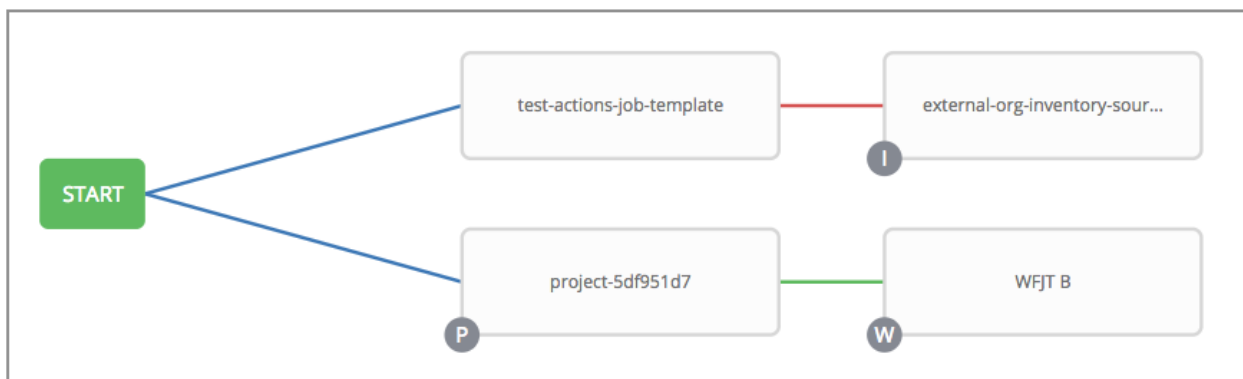 test-actions-job-template
external-org-inventory-sour...
I
START
project-5df951d7
WFJT B
P
W